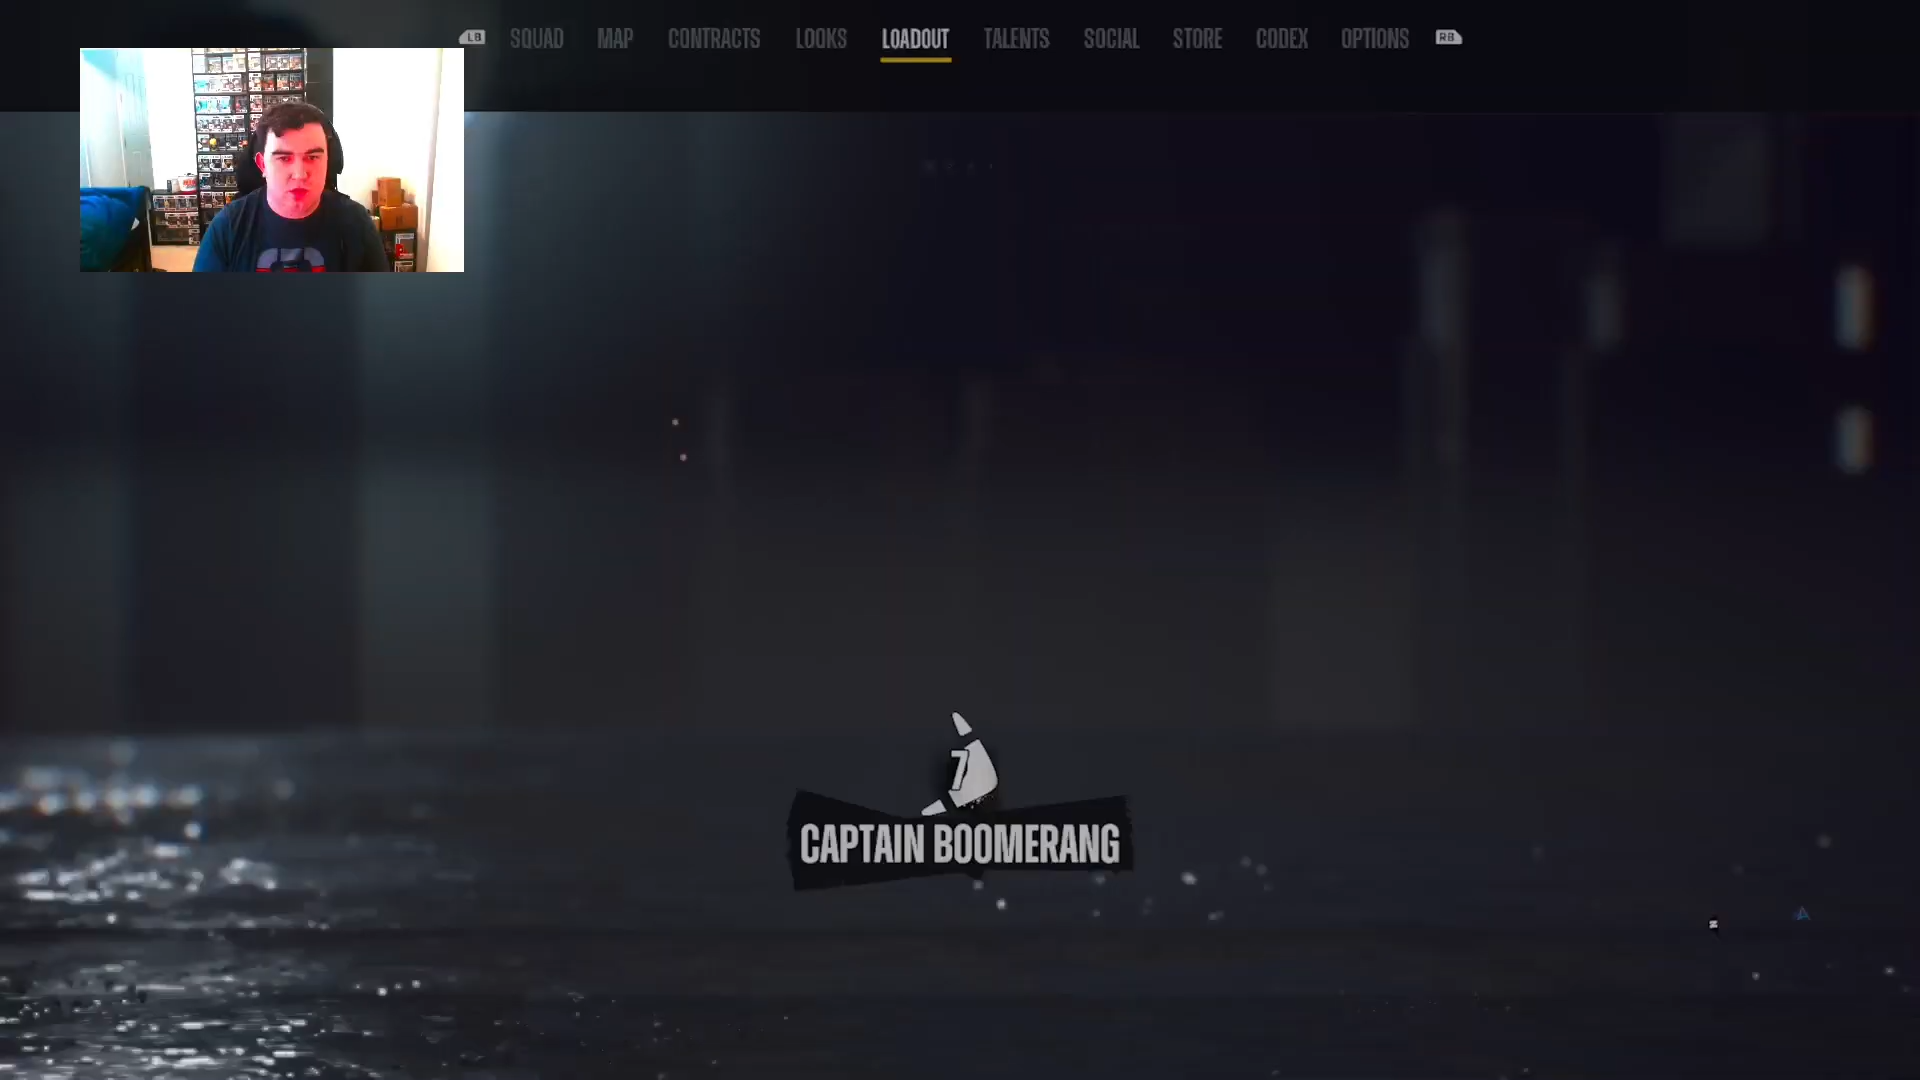 LB SQUAD MAP CONTRACTS LOOKS LOADOUT TALENTS SOCIAL STORE CODEX OPTIONS RB
7
CAPTAIN BOOMERANG